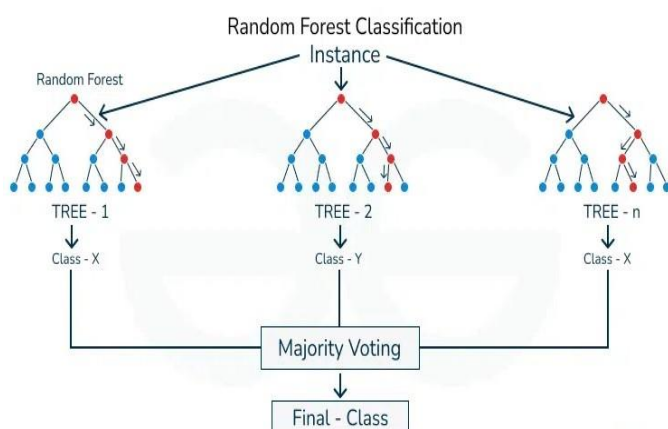 Random Forest Classification
Instance
Random Forest
TREE - 1
TREE - 2
TREE - n
Class - X
Class - Y
Class - X
Majority Voting
Final - Class